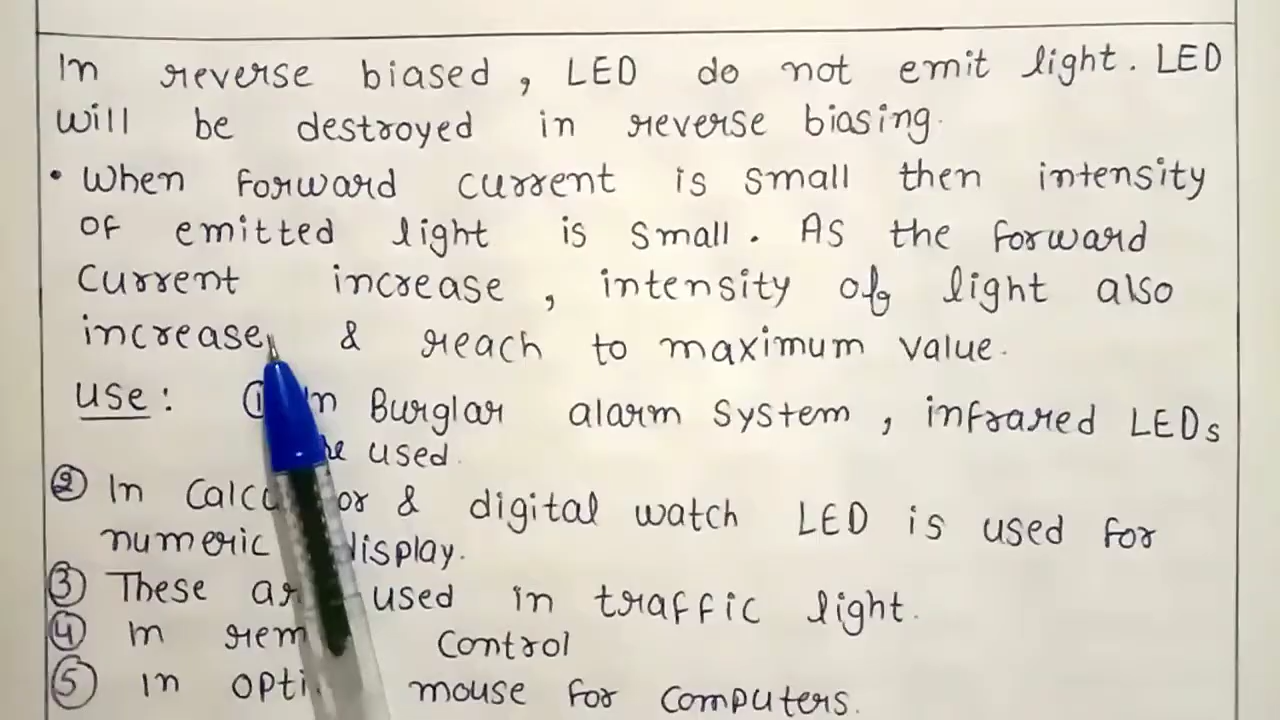 In reverse biased, LED do not emit light. LED
will be destroyed in reverse biasing.
• When forward current is small then intensity
of emitted light is small. As the forward
current increase, intensity of light also
increase & reach to maximum value.
Use: ① In Burglar alarm system, infrared LEDs
used.
② In & digital watch LED is used for
numeric display.
③ These used in traffic light.
④ In control
⑤ In mouse for computers.